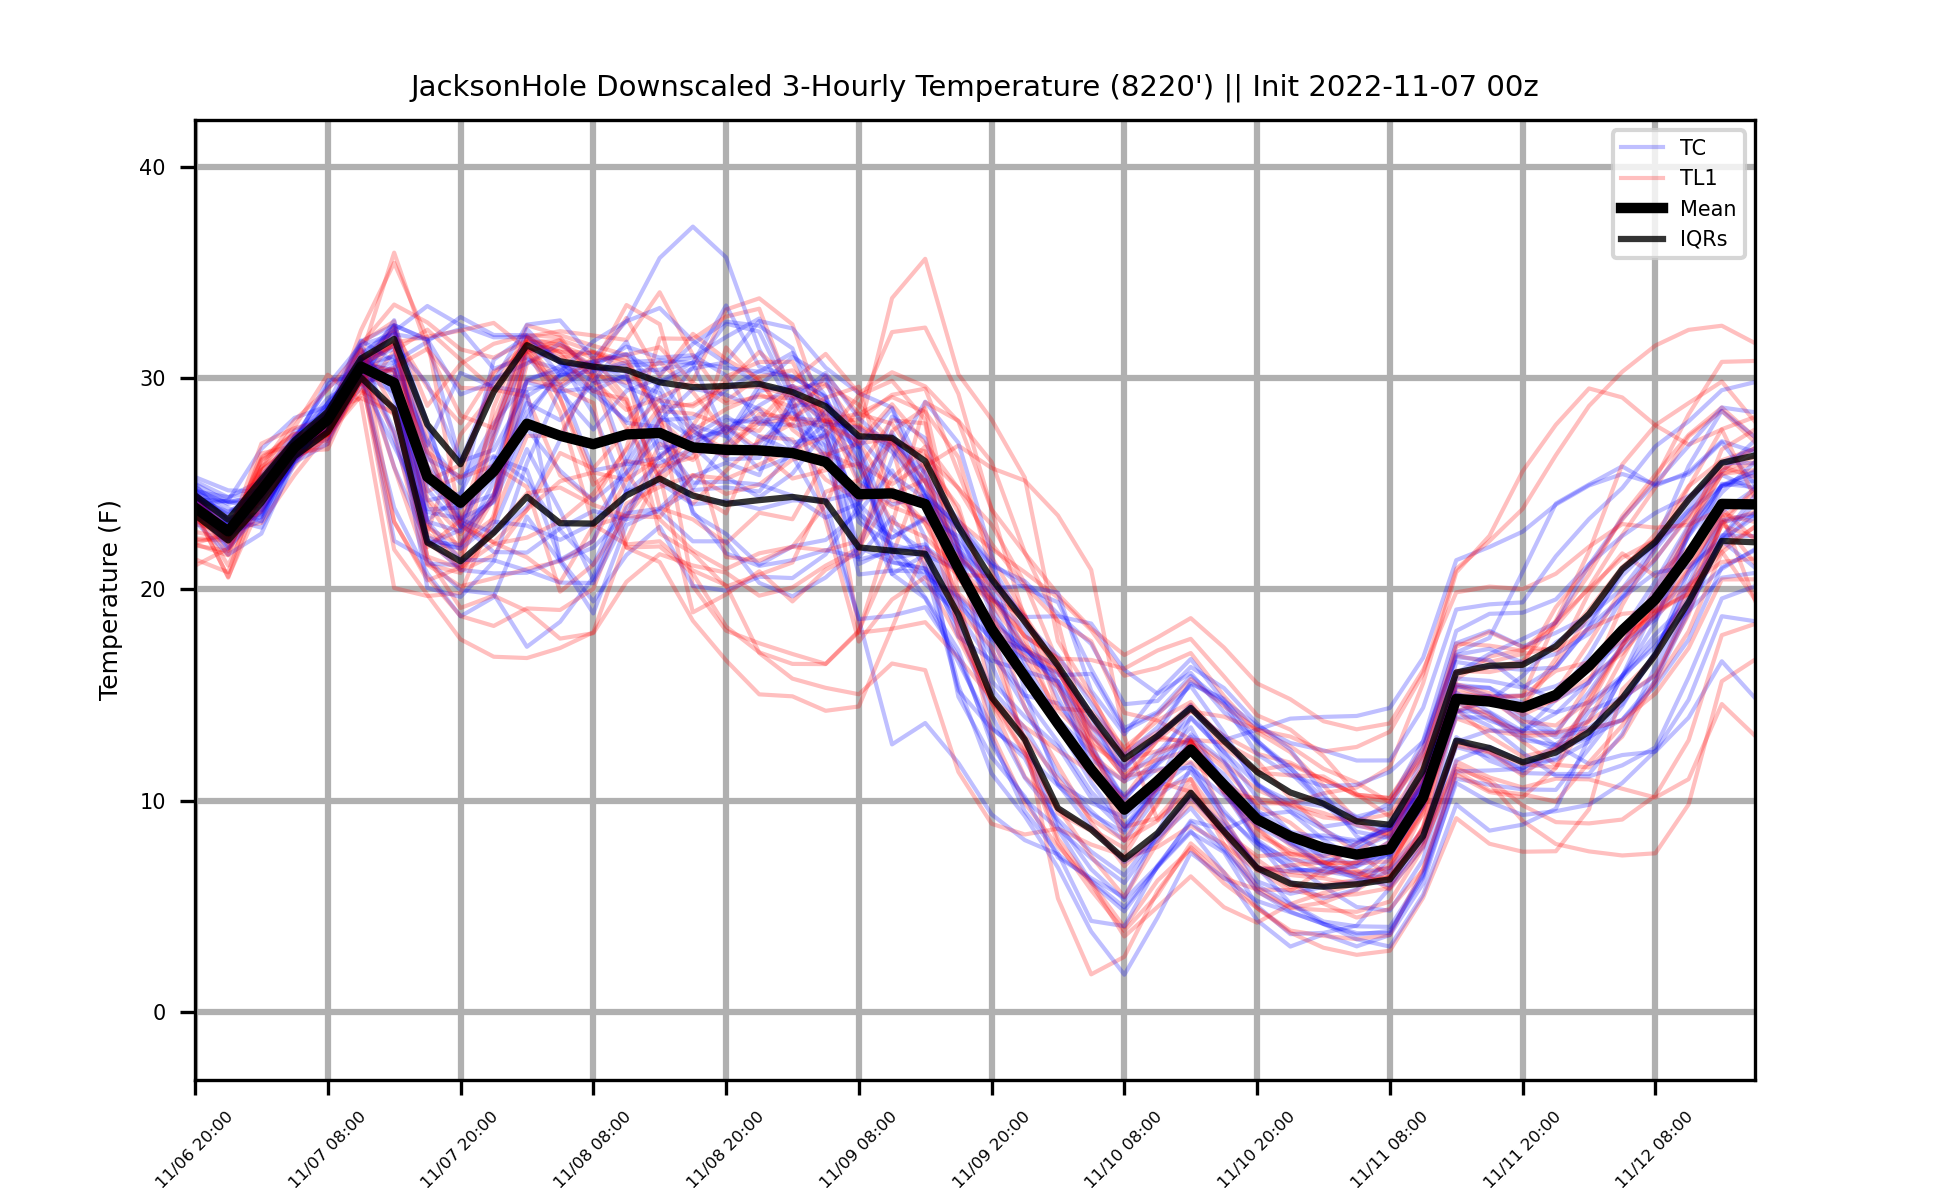 JacksonHole Downscaled 3-Hourly Temperature (8220') || Init 2022-11-07 00z
TC
TL1
Mean
IQRs
Temperature (F)
40
30
20
10
0
11/06 20:00
11/07 08:00
11/07 20:00
11/08 08:00
11/08 20:00
11/09 08:00
11/09 20:00
11/10 08:00
11/10 20:00
11/11 08:00
11/11 20:00
11/12 08:00